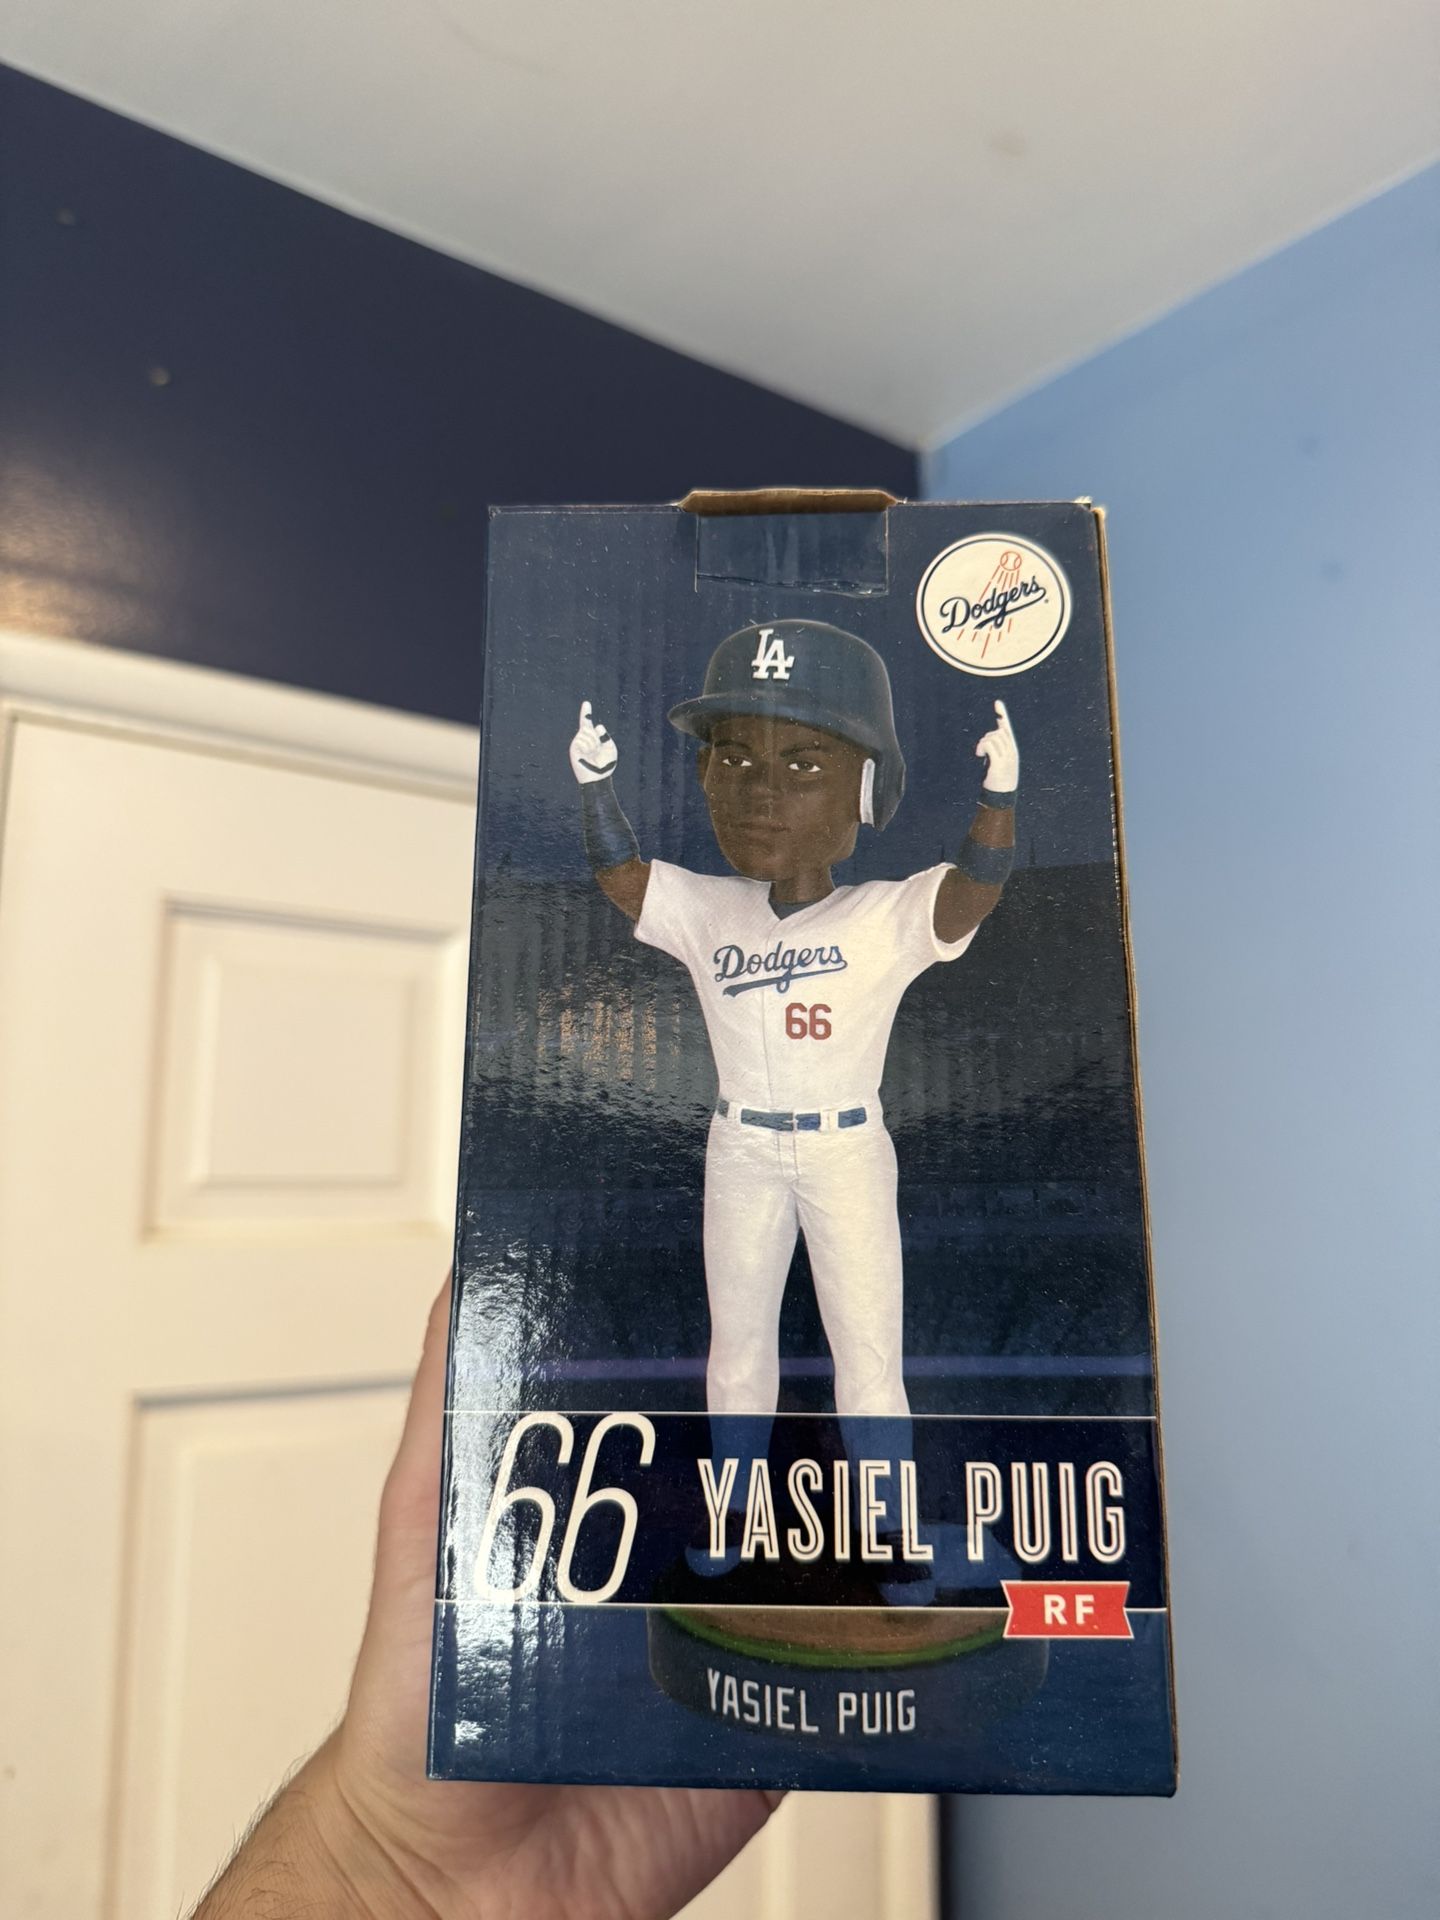 Dodgers
LA
Dodgers
66
66 YASIEL PUIG
RF
YASIEL PUIG